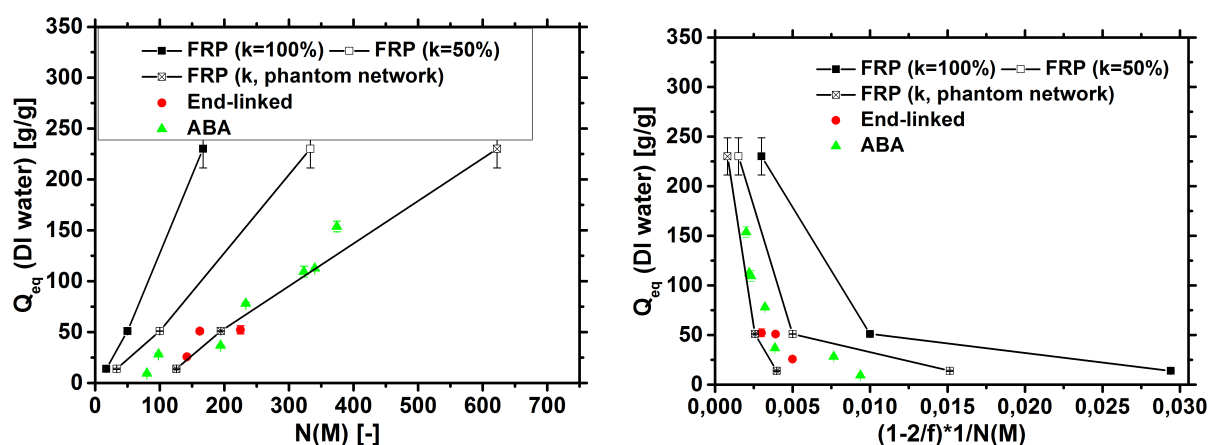 350
300
250
200
150
100
50
0
Q_eq (DI water) [g/g]
FRP (k=100%) FRP (k=50%)
FRP (k, phantom network)
End-linked
ABA
0 100 200 300 400 500 600 700
N(M) [-]
350
300
250
200
150
100
50
0
Q_eq (DI water) [g/g]
FRP (k=100%) FRP (k=50%)
FRP (k, phantom network)
End-linked
ABA
0,000 0,005 0,010 0,015 0,020 0,025 0,030
(1-2/f)*1/N(M)